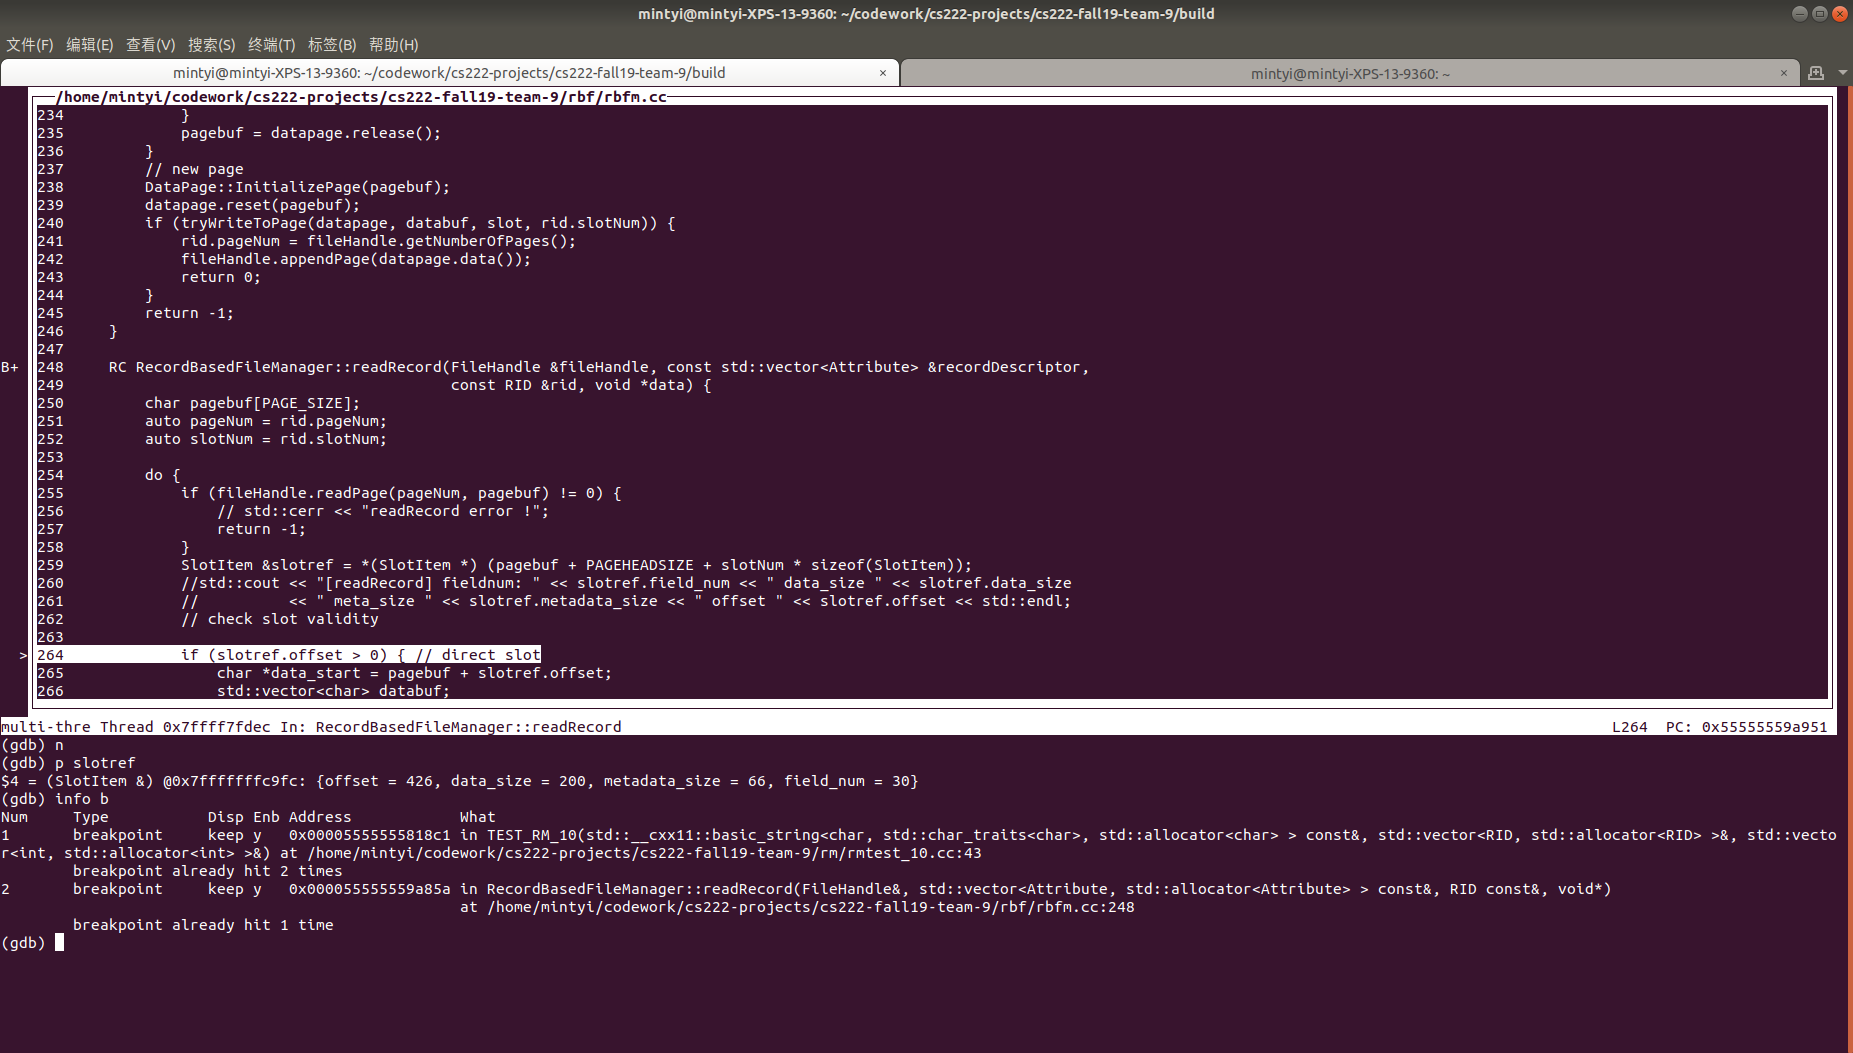 mintyi@mintyi-XPS-13-9360: ~/codework/cs222-projects/cs222-fall19-team-9/build
文件(F) 编辑(E) 查看(V) 搜索(S) 终端(T) 标签(B) 帮助(H)
mintyi@mintyi-XPS-13-9360: ~/codework/cs222-projects/cs222-fall19-team-9/build × mintyi@mintyi-XPS-13-9360: ~ ×
/home/mintyi/codework/cs222-projects/cs222-fall19-team-9/rbf/rbfm.cc
234             }
235             pagebuf = datapage.release();
236         }
237         // new page
238         DataPage::InitializePage(pagebuf);
239         datapage.reset(pagebuf);
240         if (tryWriteToPage(datapage, databuf, slot, rid.slotNum)) {
241             rid.pageNum = fileHandle.getNumberOfPages();
242             fileHandle.appendPage(datapage.data());
243             return 0;
244         }
245         return -1;
246     }
247
B+ 248     RC RecordBasedFileManager::readRecord(FileHandle &fileHandle, const std::vector<Attribute> &recordDescriptor,
249                                           const RID &rid, void *data) {
250         char pagebuf[PAGE_SIZE];
251         auto pageNum = rid.pageNum;
252         auto slotNum = rid.slotNum;
253
254         do {
255             if (fileHandle.readPage(pageNum, pagebuf) != 0) {
256                 // std::cerr << "readRecord error !";
257                 return -1;
258             }
259             SlotItem &slotref = *(SlotItem *) (pagebuf + PAGEHEADSIZE + slotNum * sizeof(SlotItem));
260             //std::cout << "[readRecord] fieldnum: " << slotref.field_num << " data_size " << slotref.data_size
261             //          << " meta_size " << slotref.metadata_size << " offset " << slotref.offset << std::endl;
262             // check slot validity
263
> 264             if (slotref.offset > 0) { // direct slot
265                 char *data_start = pagebuf + slotref.offset;
266                 std::vector<char> databuf;
multi-thre Thread 0x7ffff7fdec In: RecordBasedFileManager::readRecord L264 PC: 0x55555559a951
(gdb) n
(gdb) p slotref
$4 = (SlotItem &) @0x7fffffffc9fc: {offset = 426, data_size = 200, metadata_size = 66, field_num = 30}
(gdb) info b
Num     Type           Disp Enb Address            What
1       breakpoint     keep y   0x00005555555818c1 in TEST_RM_10(std::__cxx11::basic_string<char, std::char_traits<char>, std::allocator<char> > const&, std::vector<RID, std::allocator<RID> >&, std::vecto
r<int, std::allocator<int> >&) at /home/mintyi/codework/cs222-projects/cs222-fall19-team-9/rm/rmtest_10.cc:43
        breakpoint already hit 2 times
2       breakpoint     keep y   0x000055555559a85a in RecordBasedFileManager::readRecord(FileHandle&, std::vector<Attribute, std::allocator<Attribute> > const&, RID const&, void*)
                                                   at /home/mintyi/codework/cs222-projects/cs222-fall19-team-9/rbf/rbfm.cc:248
        breakpoint already hit 1 time
(gdb)